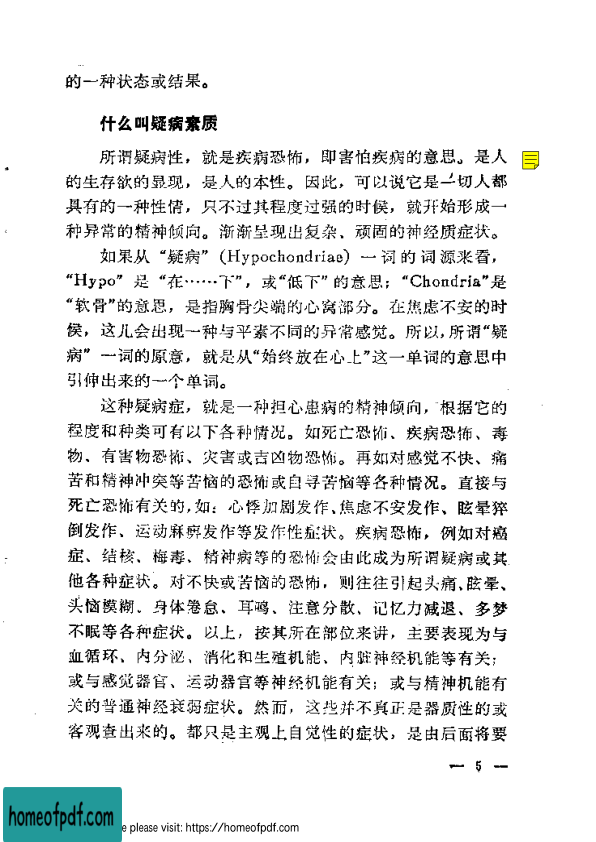 的一种状态或结果。
什么叫疑病素质
所谓疑病性，就是疾病恐怖，即害怕疾病的意思。是人
的生存欲的显现，是人的本性。因此，可以说它是一切人都
具有的一种性情，只不过其程度过强的时候，就开始形成一
种异常的精神倾向。渐渐呈现出复杂、顽固的神经质症状。
如果从“疑病”(Hypochondriae) 一词的词源来看，
“Hypo” 是 “在……下”，或“低下” 的意思；“Chondria”是
“软骨”的意思，是指胸骨尖端的心窝部分。在焦虑不安的时
候，这儿会出现一种与平素不同的异常感觉。所以，所谓“疑
病” 一词的原意，就是从“始终放在心上”这一单词的意思中
引伸出来的一个单词。
这种疑病症，就是一种担心患病的精神倾向，根据它的
程度和种类可有以下各种情况。如死亡恐怖、疾病恐怖、毒
物、有害物恐怖、灾害或吉凶物恐怖。再如对感觉不快、痛
苦和精神冲突等苦恼的恐怖或自寻苦恼等各种情况。直接与
死亡恐怖有关的，如：心悸加剧发作、焦虑不安发作、眩晕猝
倒发作、运动麻痹发作等发作性症状。疾病恐怖，例如对癌
症、结核、梅毒、精神病等的恐怖会由此成为所谓疑病或其
他各种症状。对不快或苦恼的恐怖，则往往引起头痛、眩晕、
头脑模糊、身体倦怠、耳鸣、注意分散、记忆力减退、多梦
不眠等各种症状。以上，按其所在部位来讲，主要表现为与
血循环、内分泌、消化和生殖机能、内脏神经机能等有关；
或与感觉器官、运动器官等神经机能有关；或与精神机能有
关的普通神经衰弱症状。然而，这些并不真正是器质性的或
客观查出来的。都只是主观上自觉性的症状，是由后面将要
— 5 —
homeofpdf.com
e please visit: https://homeofpdf.com